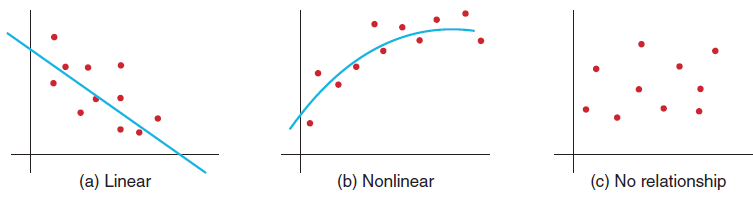 (a) Linear
(b) Nonlinear
(c) No relationship